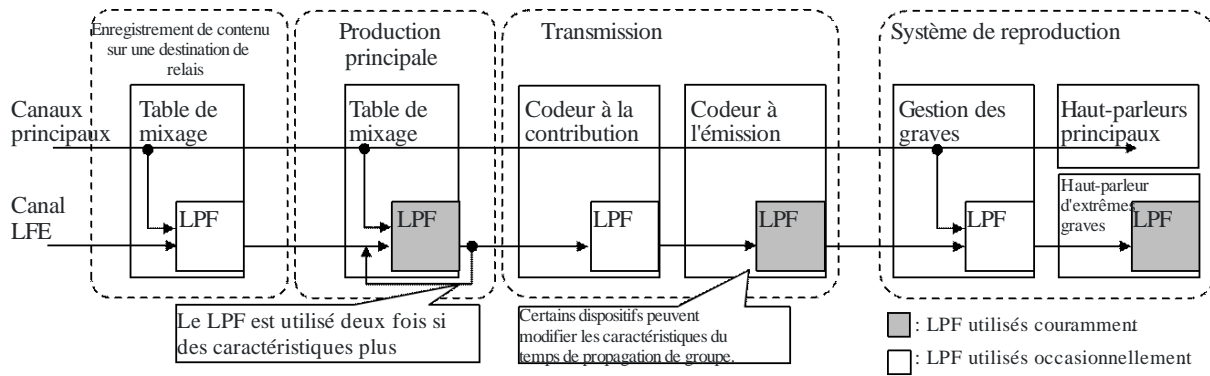 Enregistrement de contenu
sur une destination de
relais
Production
principale
Transmission
Système de reproduction
Canaux
principaux
Table de
mixage
Table de
mixage
Codeur à la
contribution
Codeur à
l'émission
Gestion des
graves
Haut-parleurs
principaux
Canal
LFE
LPF
LPF
LPF
LPF
LPF
Haut-parleur
d'extrêmes
graves
LPF
Le LPF est utilisé deux fois si
des caractéristiques plus
Certains dispositifs peuvent
modifier les caractéristiques du
temps de propagation de groupe.
: LPF utilisés couramment
: LPF utilisés occasionnellement